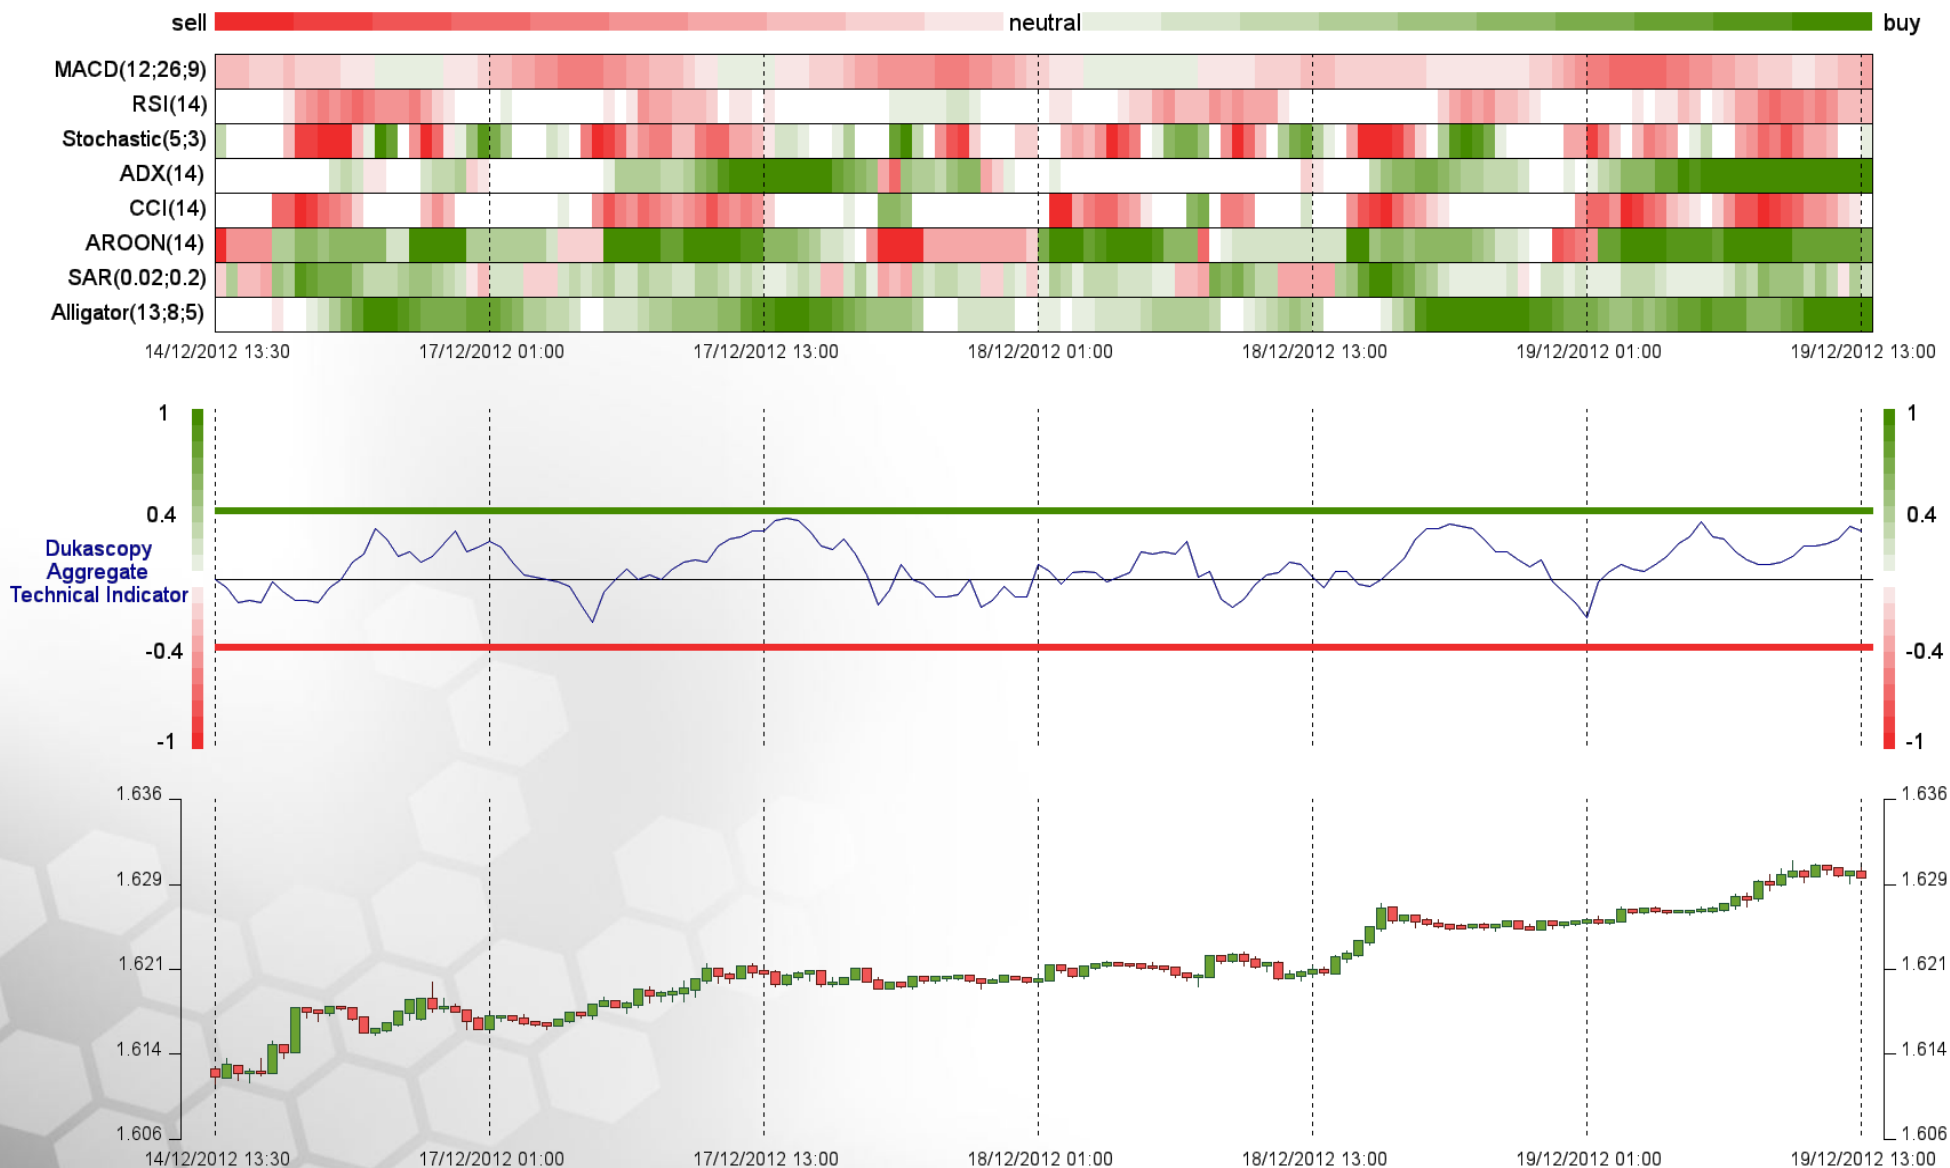 sell neutral buy
MACD(12;26;9)
RSI(14)
Stochastic(5;3)
ADX(14)
CCI(14)
AROON(14)
SAR(0.02;0.2)
Alligator(13;8;5)
14/12/2012 13:30 17/12/2012 01:00 17/12/2012 13:00 18/12/2012 01:00 18/12/2012 13:00 19/12/2012 01:00 19/12/2012 13:00
1 1
0.4 0.4
Dukascopy
Aggregate
Technical Indicator
-0.4 -0.4
-1 -1
1.636 1.636
1.629 1.629
1.621 1.621
1.614 1.614
1.606 1.606
14/12/2012 13:30 17/12/2012 01:00 17/12/2012 13:00 18/12/2012 01:00 18/12/2012 13:00 19/12/2012 01:00 19/12/2012 13:00